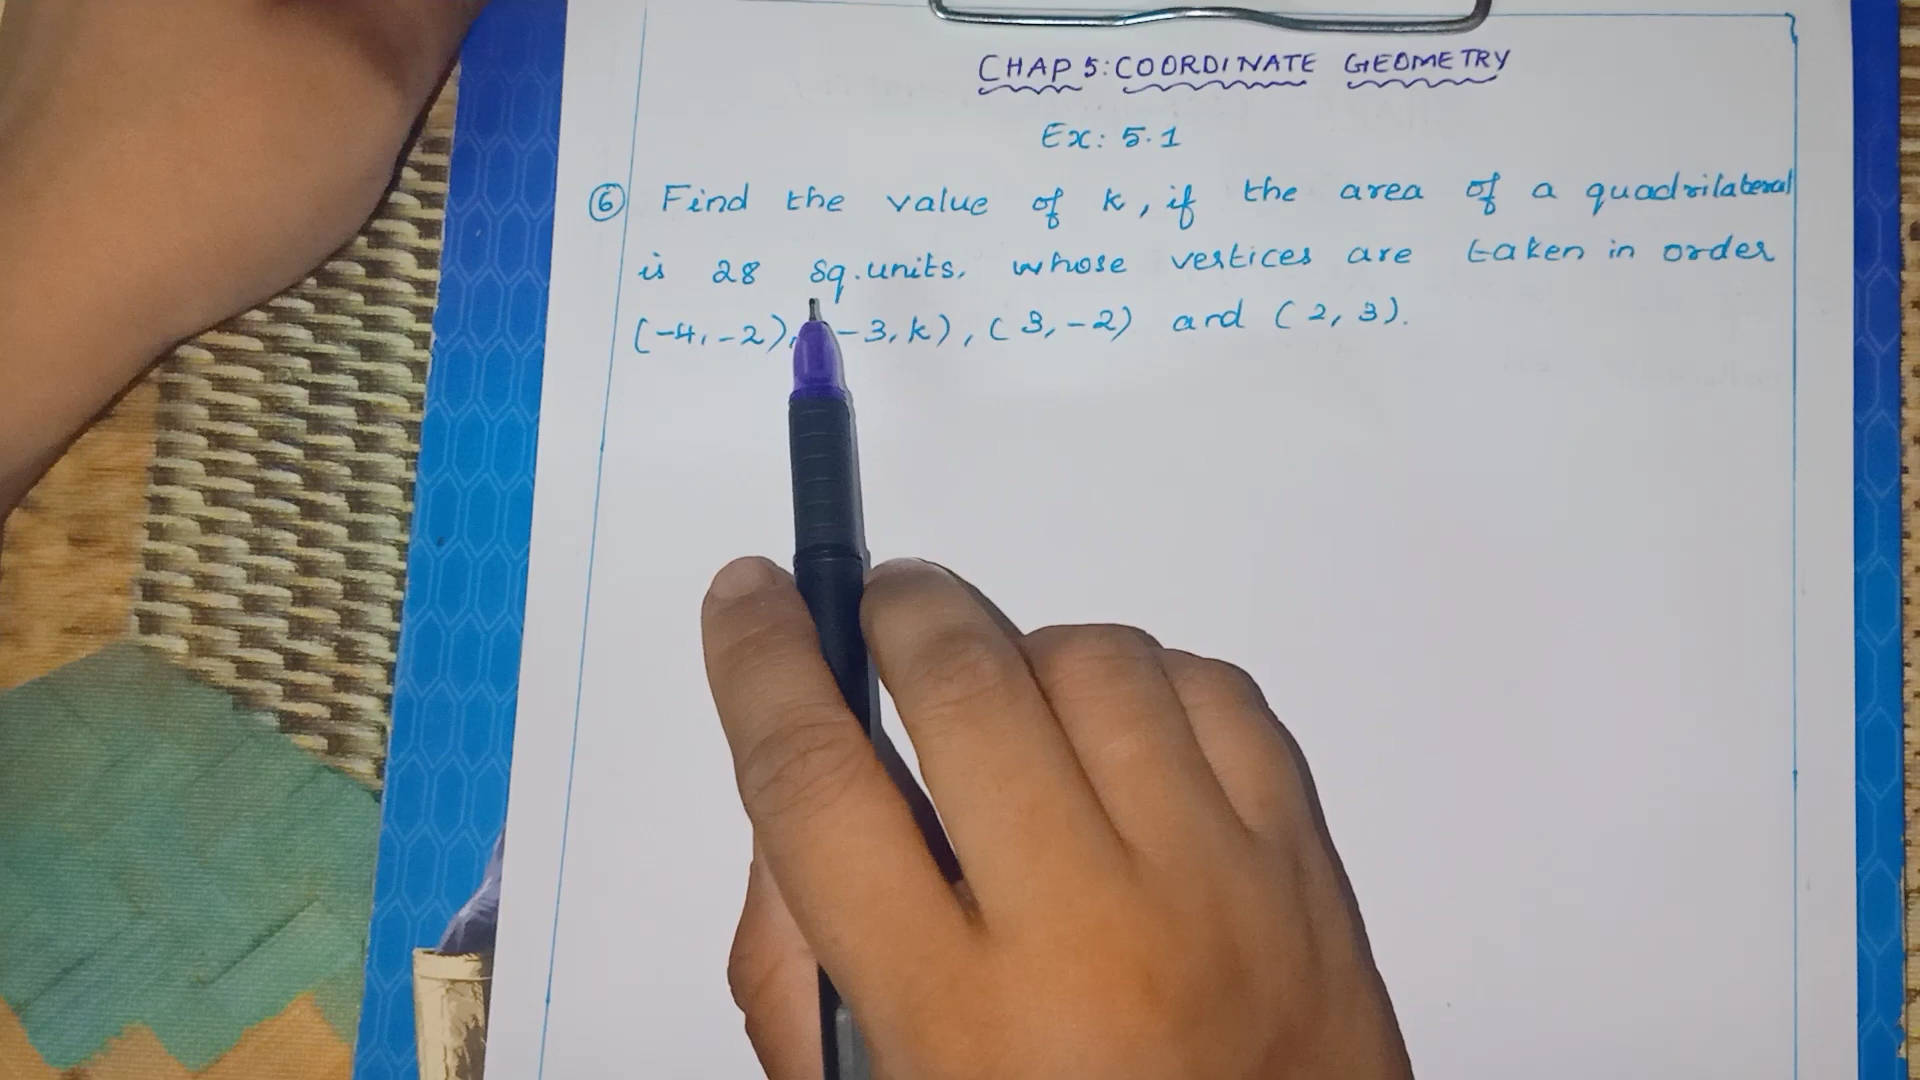 CHAP 5: COORDINATE GEOMETRY
Ex: 5.1
⑥ Find the value of k, if the area of a quadrilateral
is 28 sq. units, whose vertices are taken in order
(-4, -2), -3, k), (3, -2) and (2, 3).